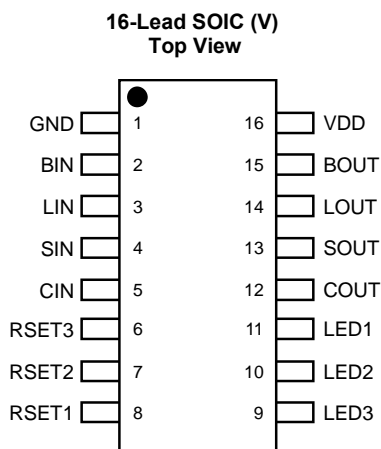 16-Lead SOIC (V)
Top View
GND 1 16 VDD
BIN 2 15 BOUT
LIN 3 14 LOUT
SIN 4 13 SOUT
CIN 5 12 COUT
RSET3 6 11 LED1
RSET2 7 10 LED2
RSET1 8 9 LED3